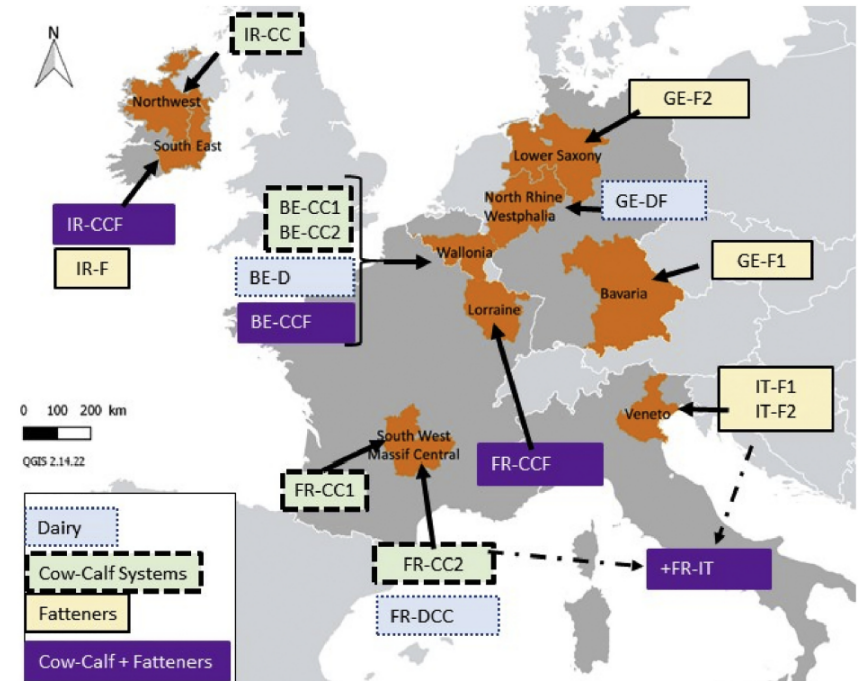 N
IR-CC
Northwest
South East
IR-CCF
IR-F
GE-F2
Lower Saxony
North Rhine
Westphalia
GE-DF
BE-CC1
BE-CC2
BE-D
BE-CCF
Wallonia
Lorraine
GE-F1
Bavaria
0 100 200 km
QGIS 2.14.22
IT-F1
IT-F2
Veneto
South West
Massif Central
FR-CC1
FR-CCF
FR-CC2
FR-DCC
+FR-IT
Dairy
Cow-Calf Systems
Fatteners
Cow-Calf + Fatteners